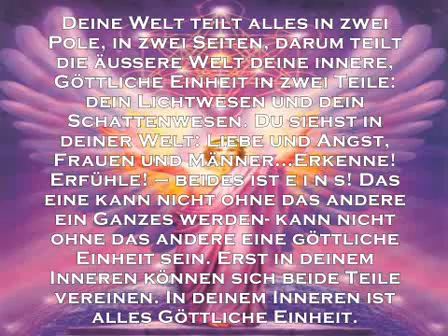 Deine Welt teilt alles in zwei
Pole, in zwei Seiten, darum teilt
die äussere Welt deine innere,
Göttliche Einheit in zwei Teile:
dein Lichtwesen und dein
Schattenwesen. Du siehst in
deiner Welt: Liebe und Angst,
Frauen und Männer...Erkenne!
Erfühle! – beides ist e i n s! Das
eine kann nicht ohne das andere
ein Ganzes werden- kann nicht
ohne das andere eine göttliche
Einheit sein. Erst in deinem
Inneren können sich beide Teile
vereinen. In deinem Inneren ist
alles Göttliche Einheit.